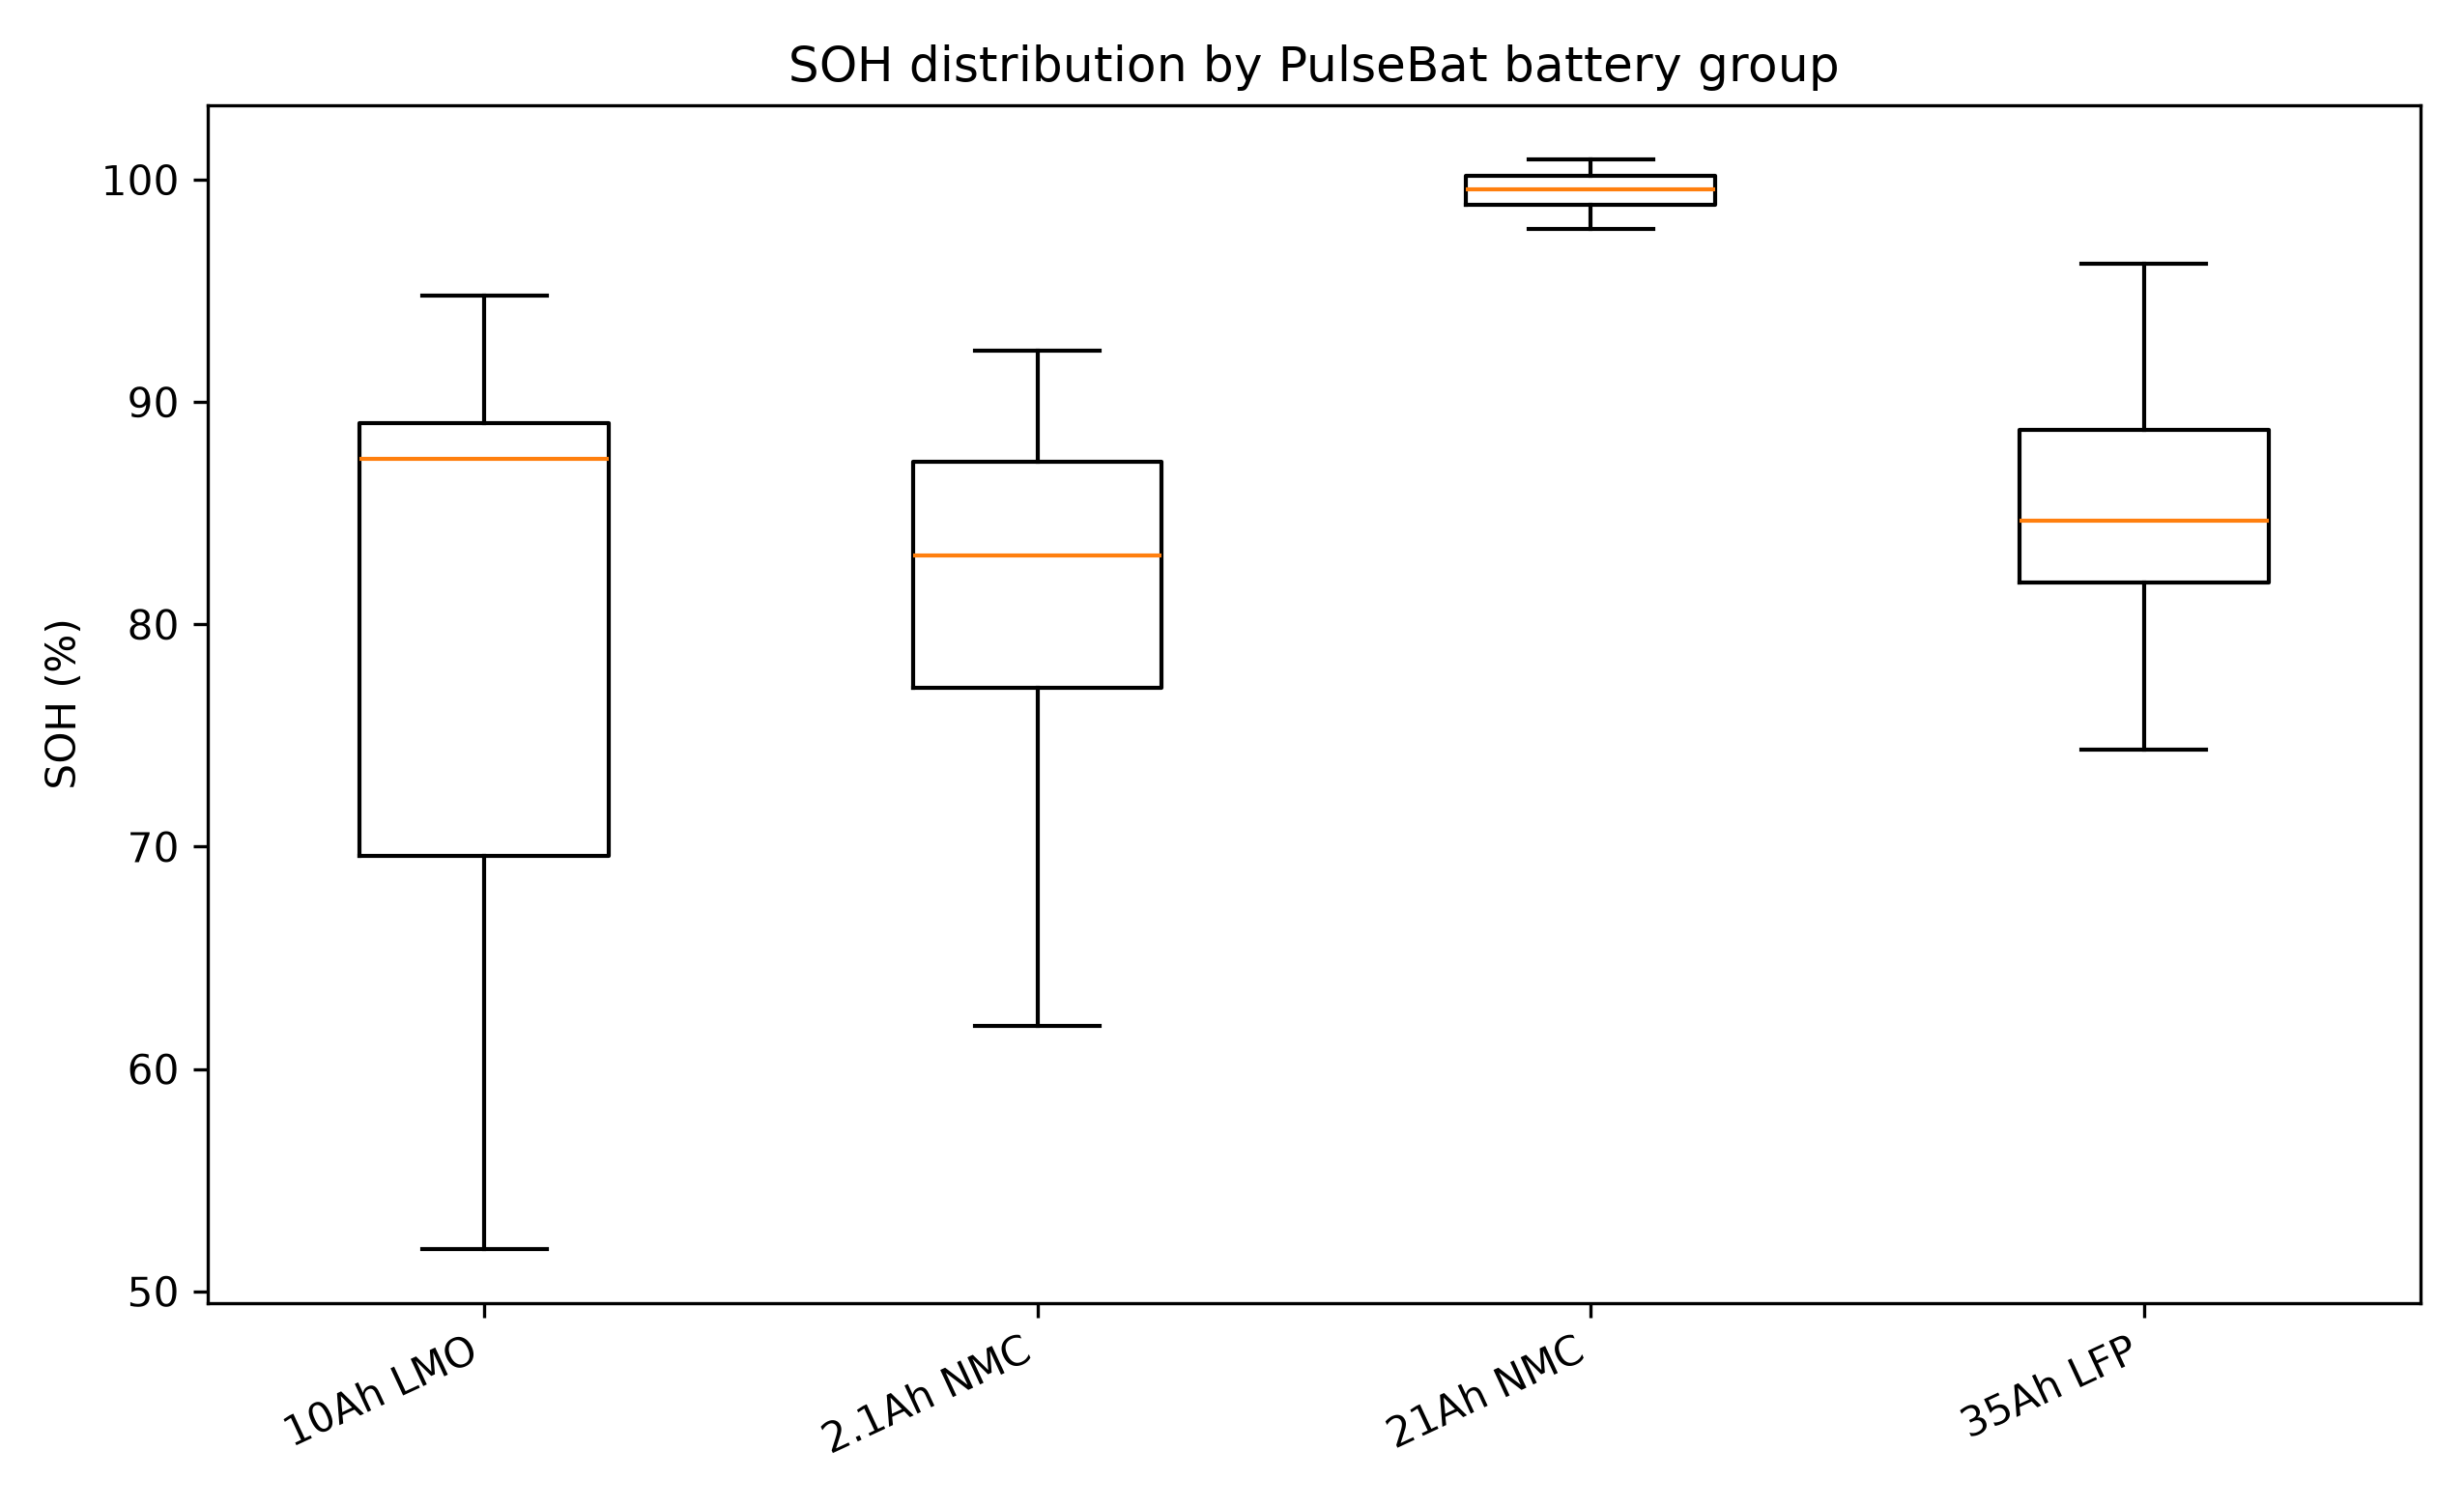 SOH distribution by PulseBat battery group
SOH (%)
100
90
80
70
60
50
10Ah LMO
2.1Ah NMC
21Ah NMC
35Ah LFP